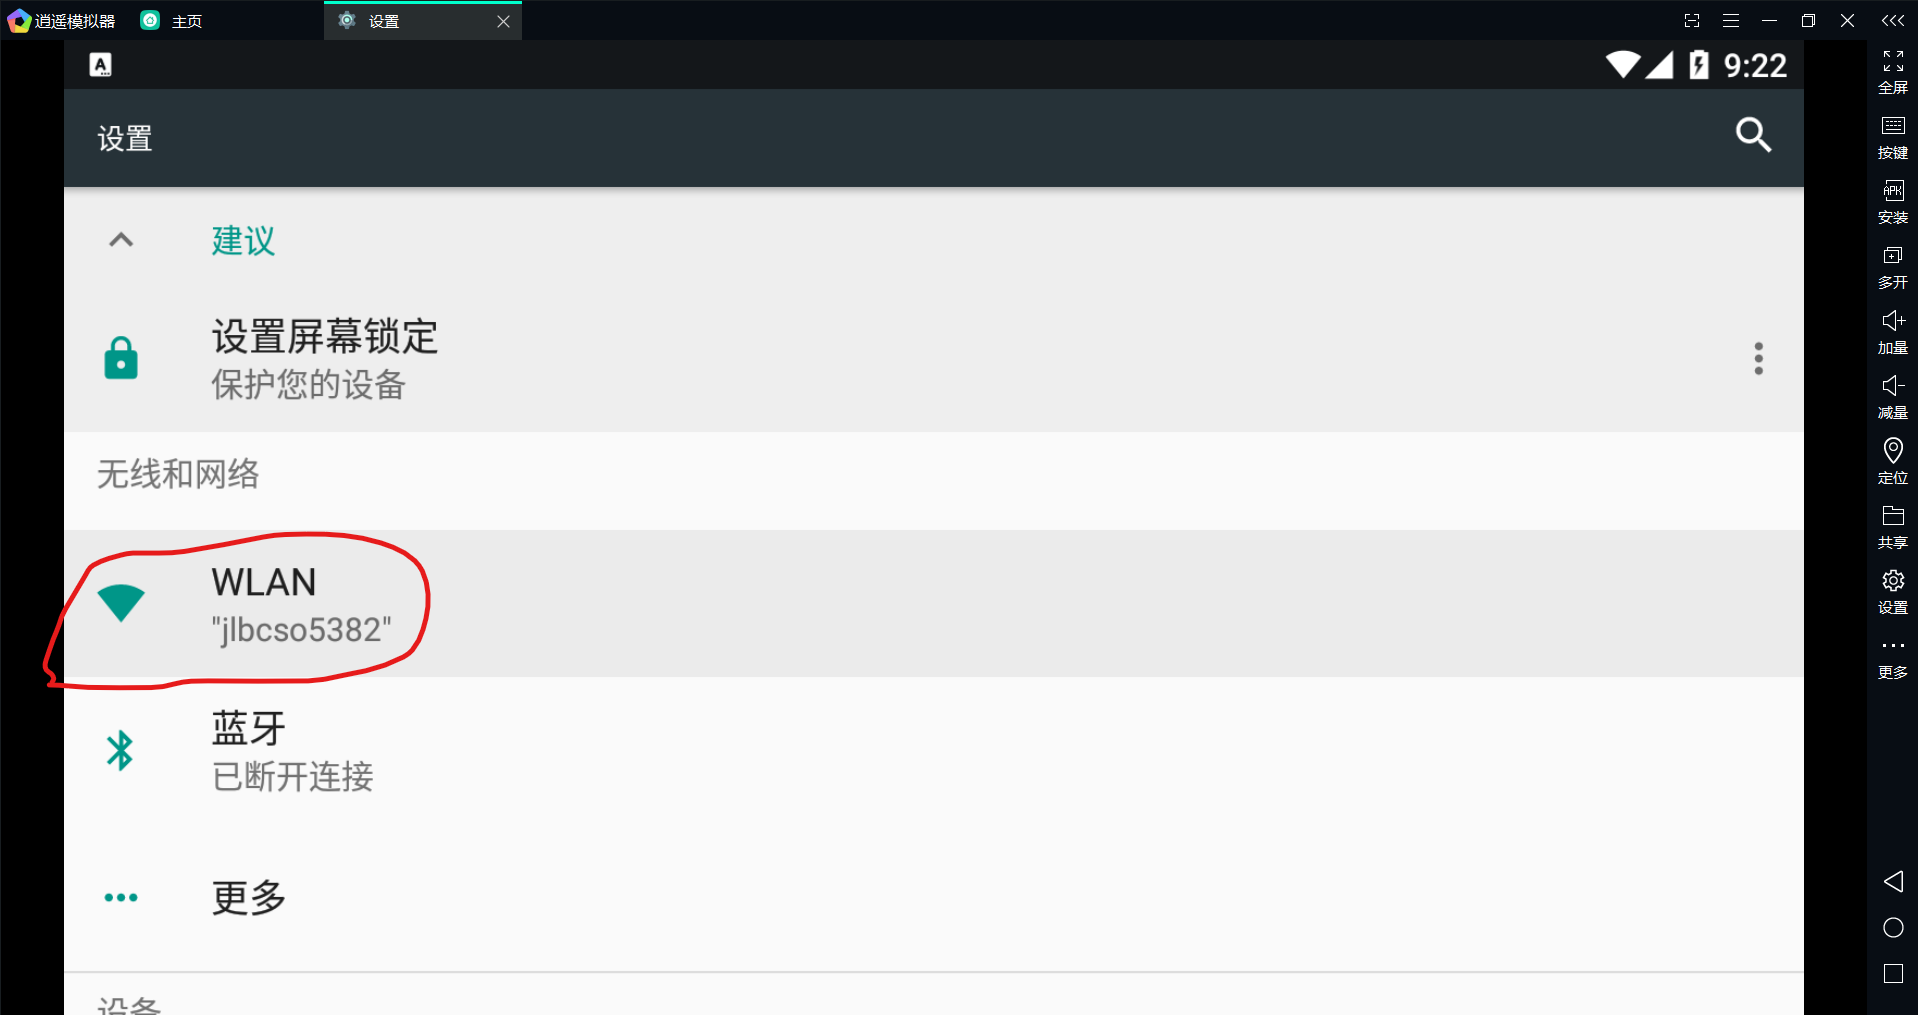 逍遥模拟器
主页
设置
9:22
设置
建议
设置屏幕锁定
保护您的设备
无线和网络
WLAN
"jlbcso5382"
蓝牙
已断开连接
更多
设备
全屏
按键
APK
安装
多开
加量
减量
定位
共享
设置
更多